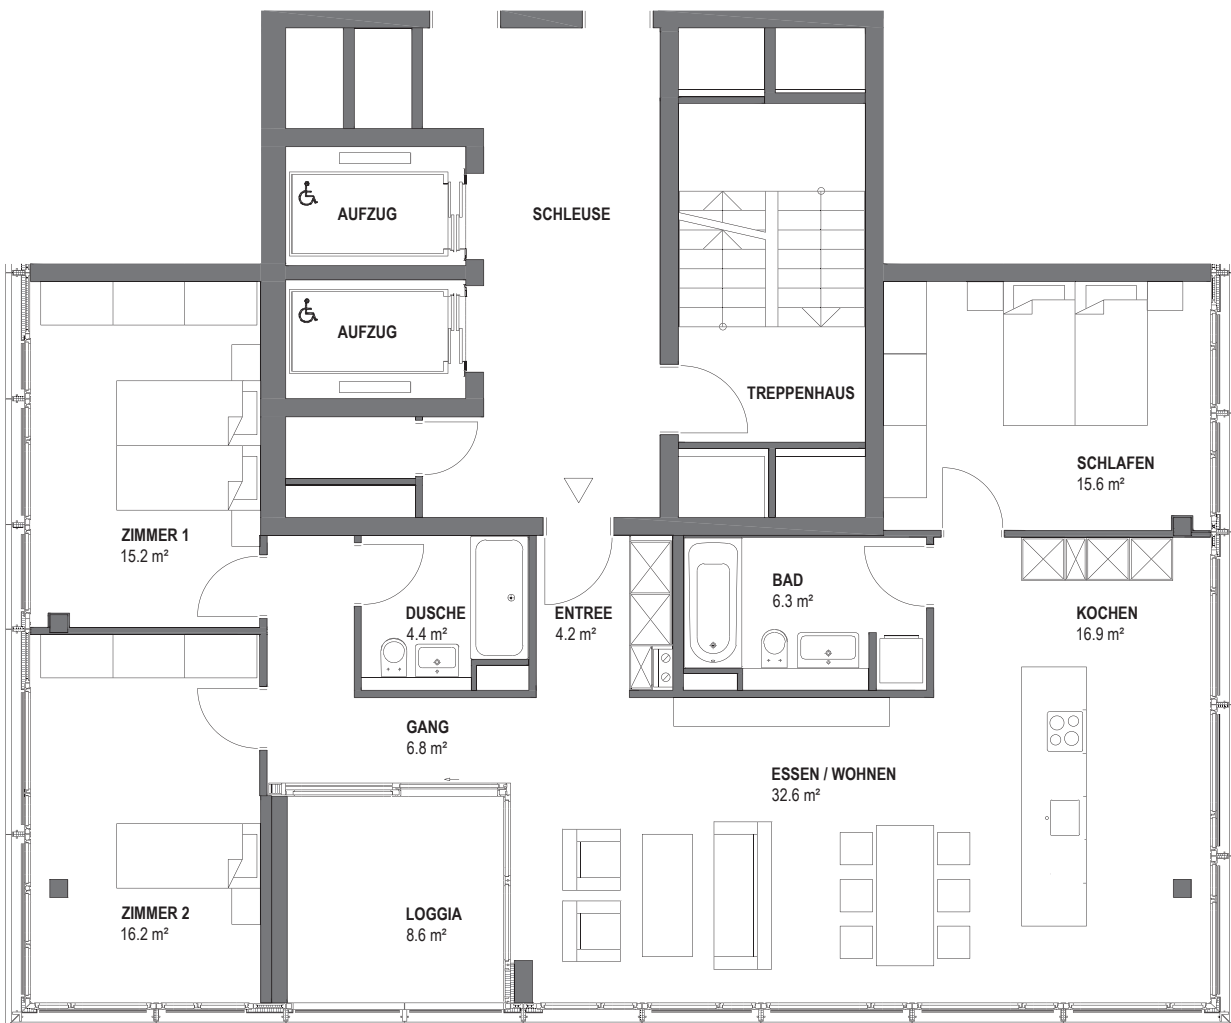 AUFZUG
SCHLEUSE
AUFZUG
TREPPENHAUS
SCHLAFEN
15.6 m²
ZIMMER 1
15.2 m²
BAD
6.3 m²
DUSCHE
4.4 m²
ENTREE
4.2 m²
KOCHEN
16.9 m²
GANG
6.8 m²
ESSEN / WOHNEN
32.6 m²
ZIMMER 2
16.2 m²
LOGGIA
8.6 m²